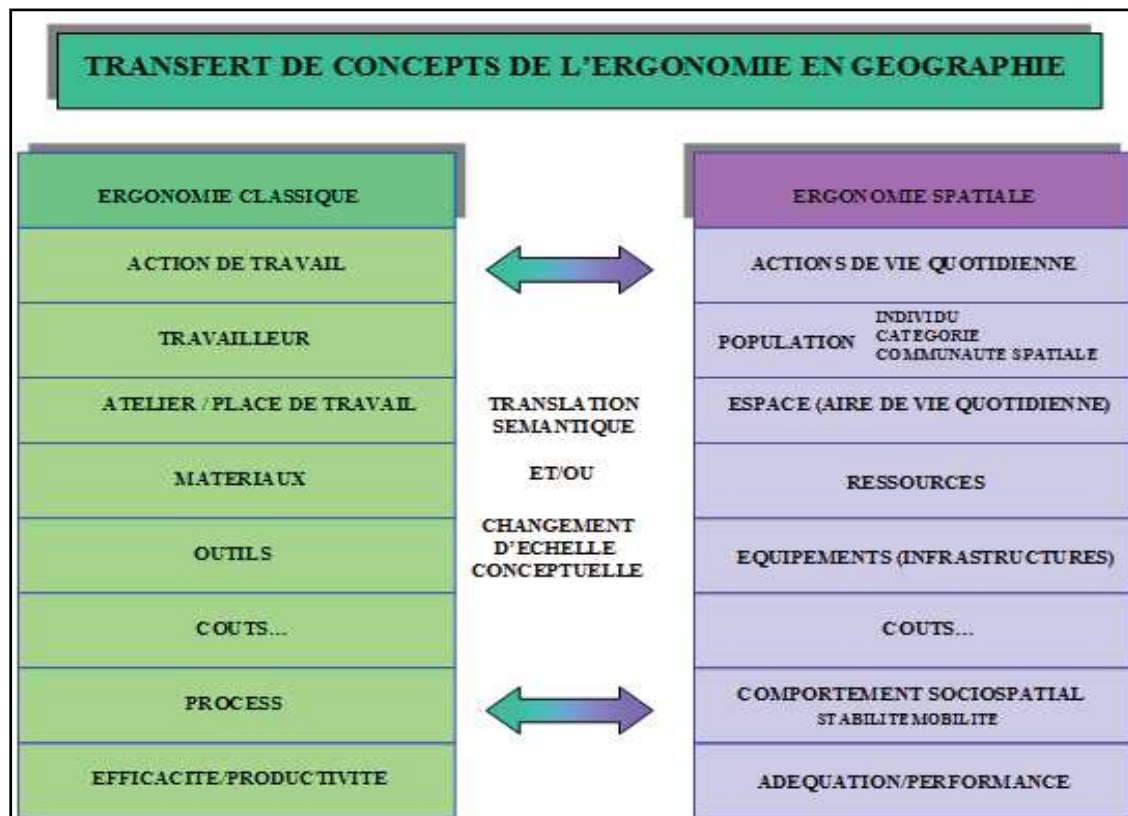 TRANSFERT DE CONCEPTS DE L'ERGONOMIE EN GEOGRAPHIE
ERGONOMIE CLASSIQUE
ACTION DE TRAVAIL
TRAVAILLEUR
ATELIER / PLACE DE TRAVAIL
MATERIAUX
OUTILS
COUTS...
PROCESS
EFFICACITE/PRODUCTIVITE
TRANSLATION
SEMANTIQUE
ET/OU
CHANGEMENT
D'ECHELLE
CONCEPTUELLE
ERGONOMIE SPATIALE
ACTIONS DE VIE QUOTIDIENNE
POPULATION
INDIVIDU
CATEGORIE
COMMUNAUTE SPATIALE
ESPACE (AIRE DE VIE QUOTIDIENNE)
RESSOURCES
EQUIPEMENTS (INFRASTRUCTURES)
COUTS...
COMPORTEMENT SOCIOSPATIAL
STABILITEMOBILITE
ADEQUATION/PERFORMANCE